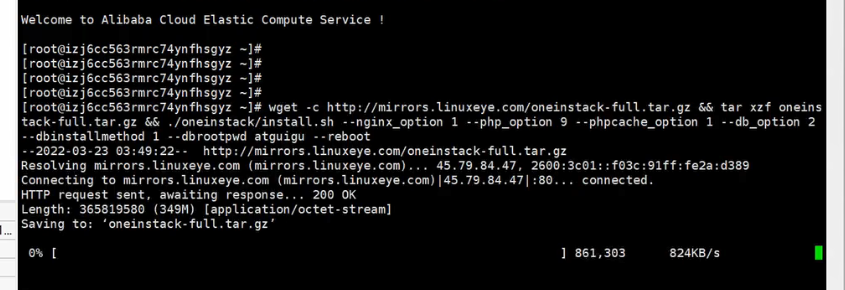 Welcome to Alibaba Cloud Elastic Compute Service !
[root@izj6cc563rmrc74ynfhsgyz ~]#
[root@izj6cc563rmrc74ynfhsgyz ~]#
[root@izj6cc563rmrc74ynfhsgyz ~]#
[root@izj6cc563rmrc74ynfhsgyz ~]#
[root@izj6cc563rmrc74ynfhsgyz ~]# wget -c http://mirrors.linuxeye.com/oneinstack-full.tar.gz && tar xzf oneins
tack-full.tar.gz && ./oneinstack/install.sh --nginx_option 1 --php_option 9 --phpcache_option 1 --db_option 2
--dbinstallmethod 1 --dbrootpwd atguigu --reboot
--2022-03-23 03:49:22--  http://mirrors.linuxeye.com/oneinstack-full.tar.gz
Resolving mirrors.linuxeye.com (mirrors.linuxeye.com)... 45.79.84.47, 2600:3c01::f03c:91ff:fe2a:d389
Connecting to mirrors.linuxeye.com (mirrors.linuxeye.com)|45.79.84.47|:80... connected.
HTTP request sent, awaiting response... 200 OK
Length: 365819580 (349M) [application/octet-stream]
Saving to: ‘oneinstack-full.tar.gz’
0% [ ] 861,303 824KB/s